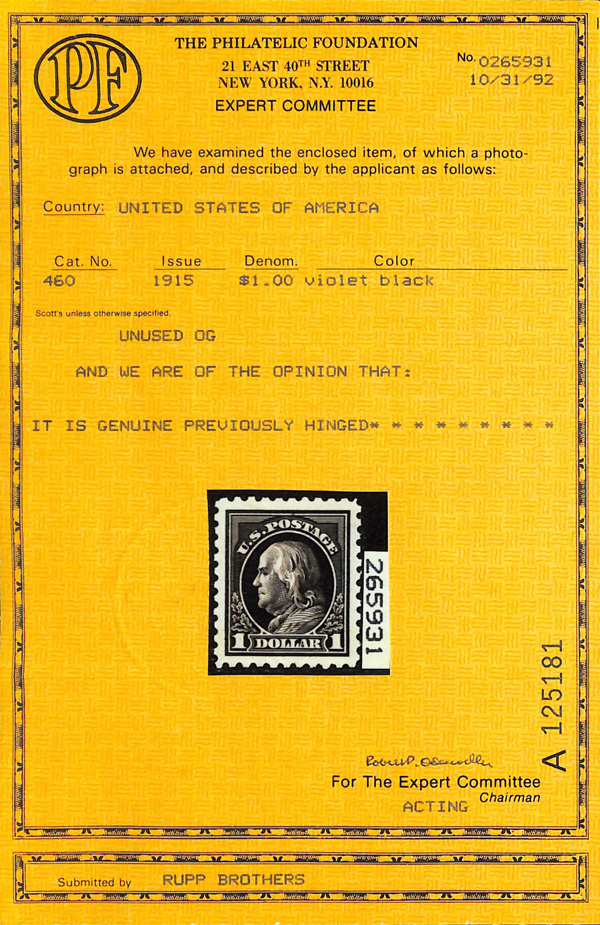 PF
THE PHILATELIC FOUNDATION
21 EAST 40TH STREET
NEW YORK, N.Y. 10016
EXPERT COMMITTEE
No. 0265931
10/31/92
We have examined the enclosed item, of which a photo-
graph is attached, and described by the applicant as follows:
Country: UNITED STATES OF AMERICA
Cat. No. Issue Denom. Color
460 1915 $1.00 violet black
Scott's unless otherwise specified.
UNUSED OG
AND WE ARE OF THE OPINION THAT:
IT IS GENUINE PREVIOUSLY HINGED* * * * * * * * *
U.S. POSTAGE
1 DOLLAR 1
265931
A 125181
For The Expert Committee
Chairman
ACTING
Submitted by RUPP BROTHERS